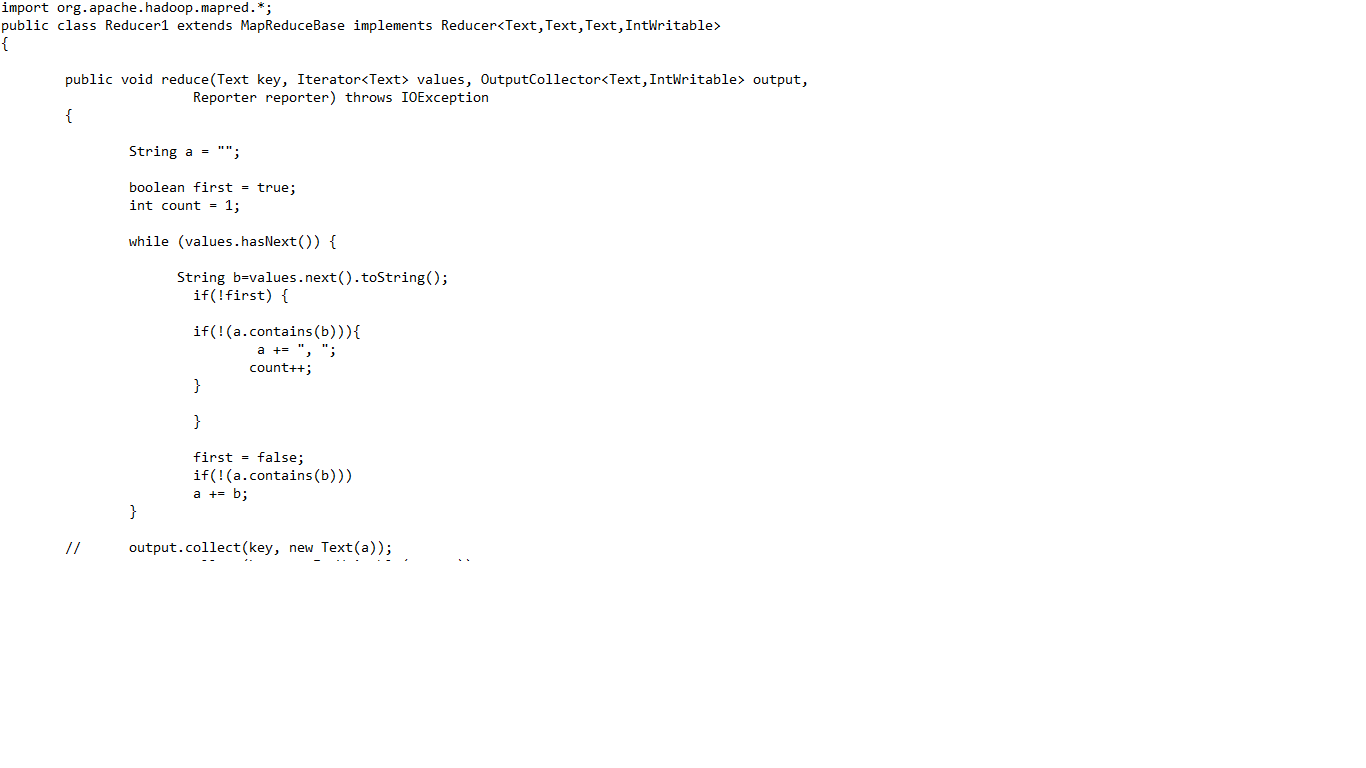 import org.apache.hadoop.mapred.*;
public class Reducer1 extends MapReduceBase implements Reducer<Text,Text,Text,IntWritable>
{
public void reduce(Text key, Iterator<Text> values, OutputCollector<Text,IntWritable> output,
Reporter reporter) throws IOException
{
String a = "";
boolean first = true;
int count = 1;
while (values.hasNext()) {
String b=values.next().toString();
if(!first) {
if(!(a.contains(b))){
a += ", ";
count++;
}
}
first = false;
if(!(a.contains(b)))
a += b;
}
// output.collect(key, new Text(a));